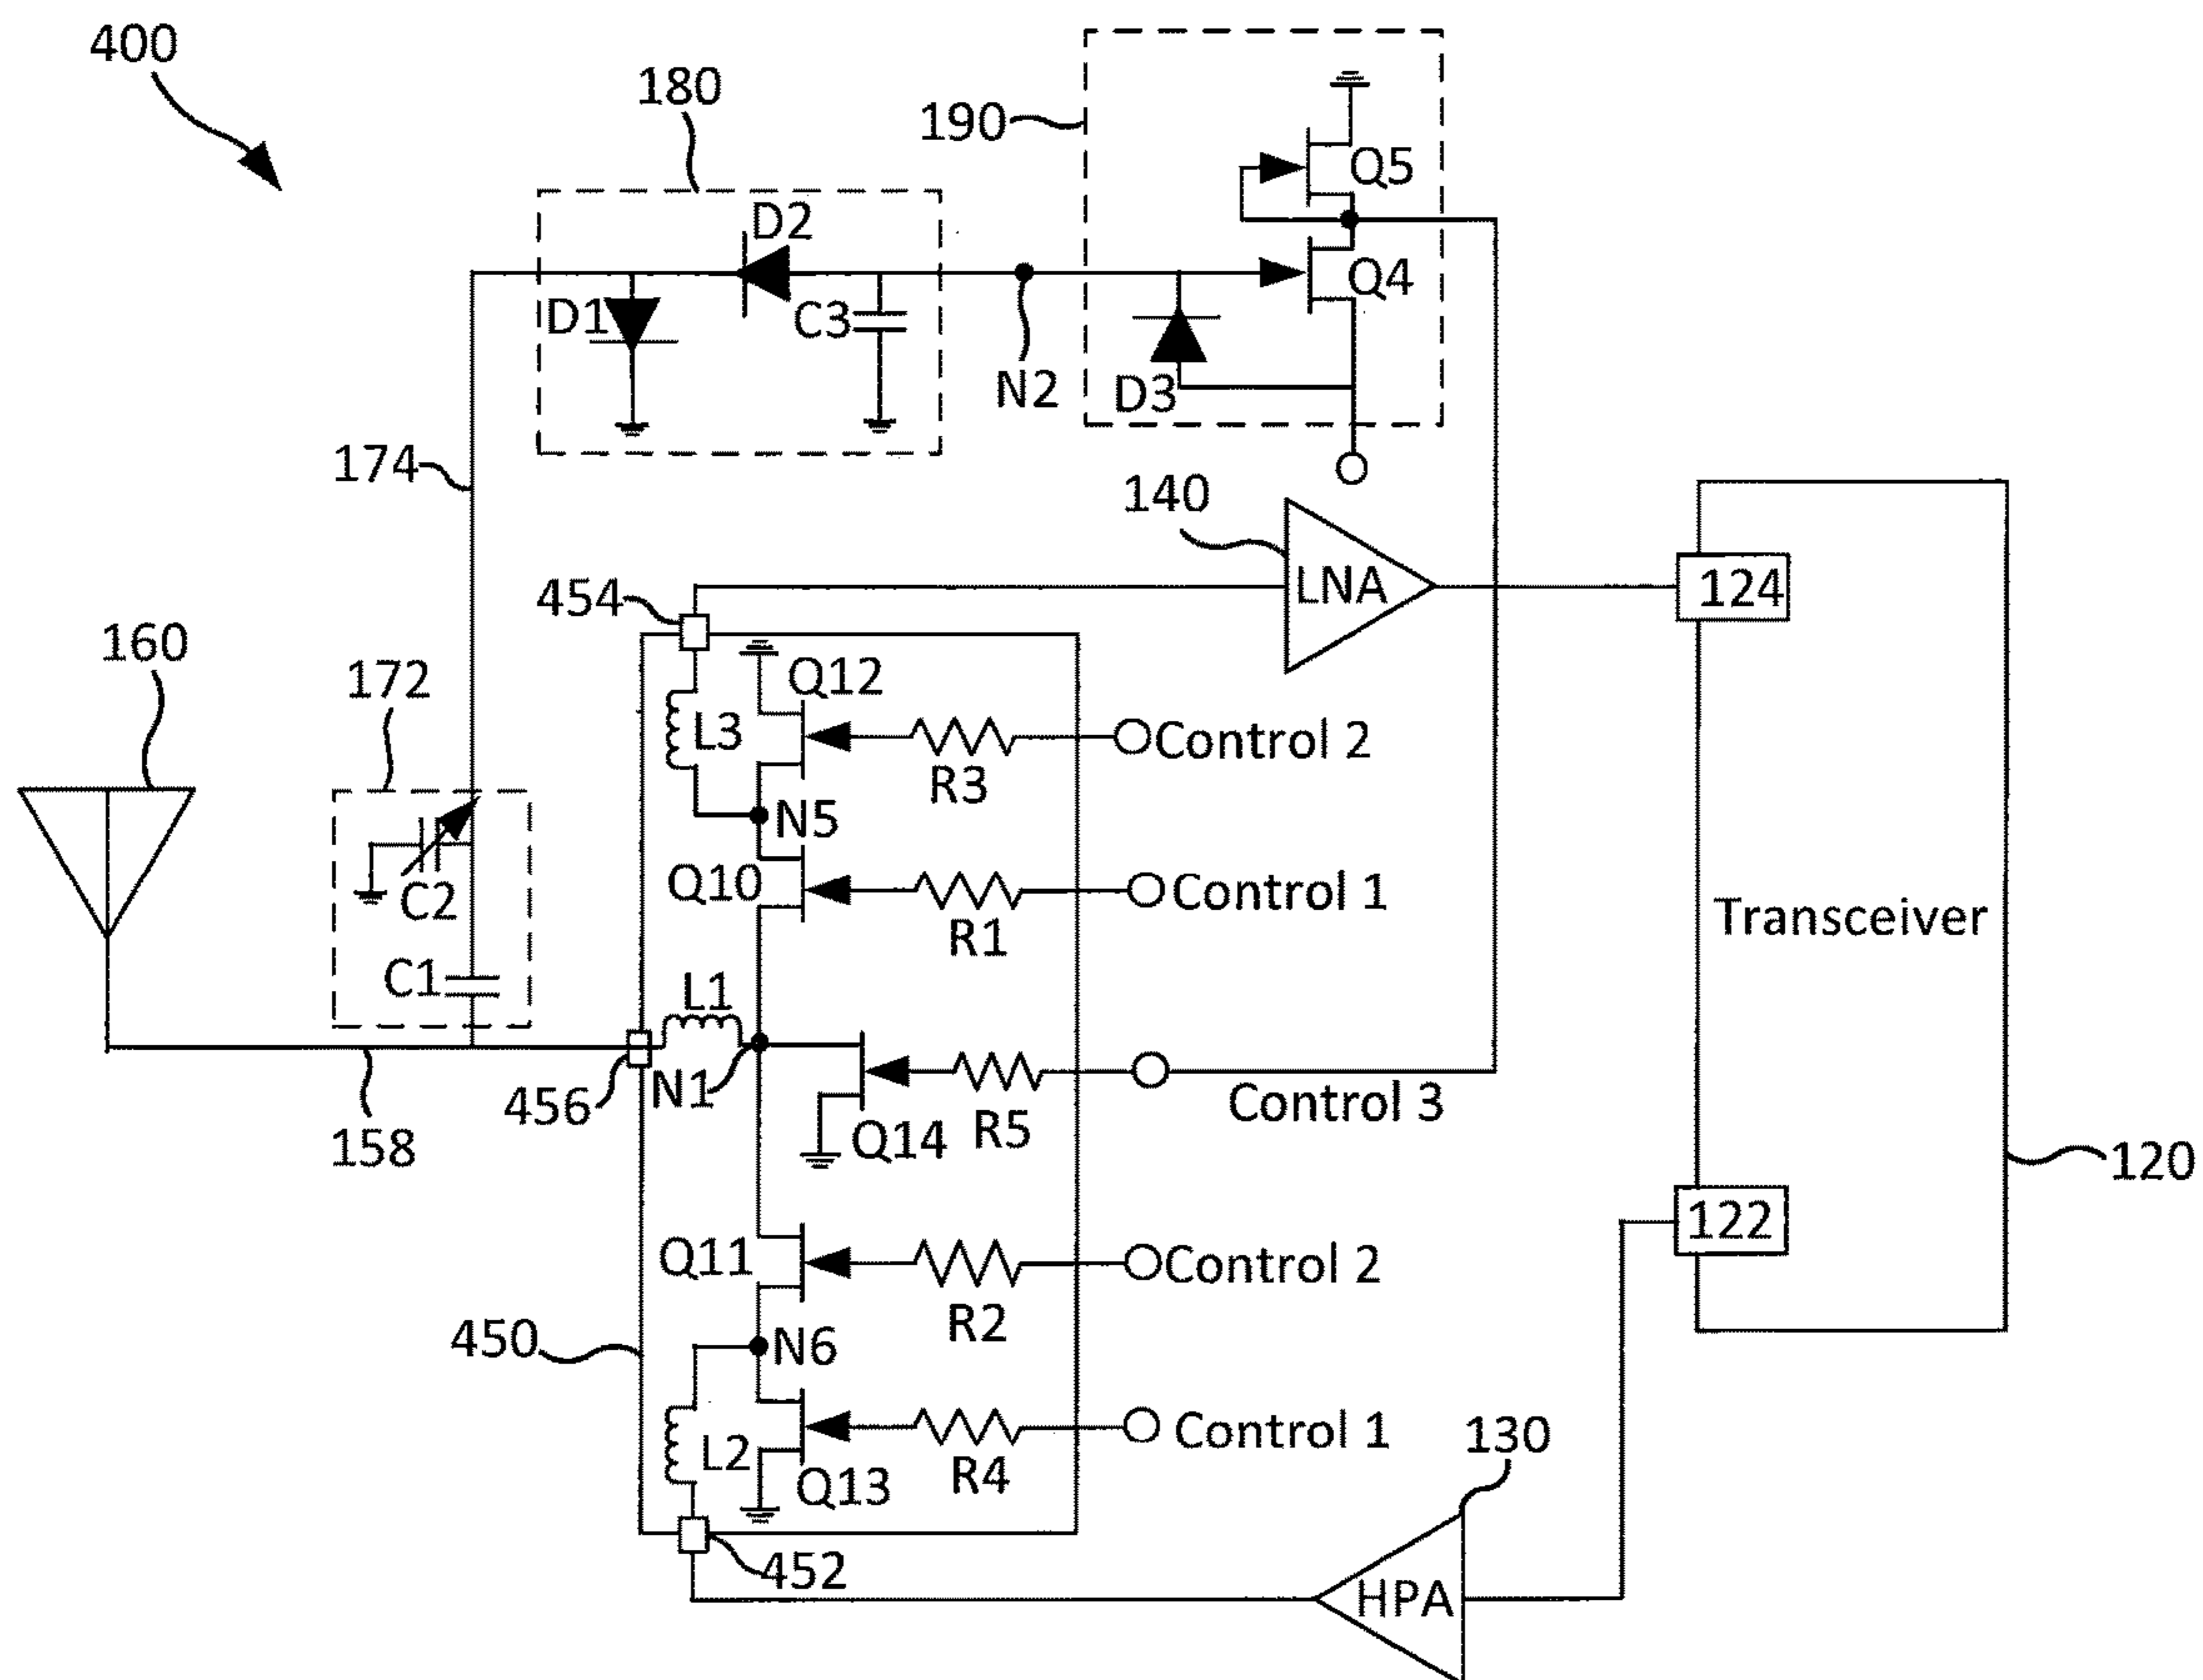 400
180
190
Q5
D2
Q4
D1
C3
N2
D3
174
140
LNA
124
454
160
172
Q12
L3
Control 2
R3
N5
C2
Q10
Control 1
R1
Transceiver
C1
L1
N1
456
158
Control 3
Q14
R5
120
122
Q11
Control 2
R2
450
N6
L2
Control 1
R4
Q13
130
452
HPA